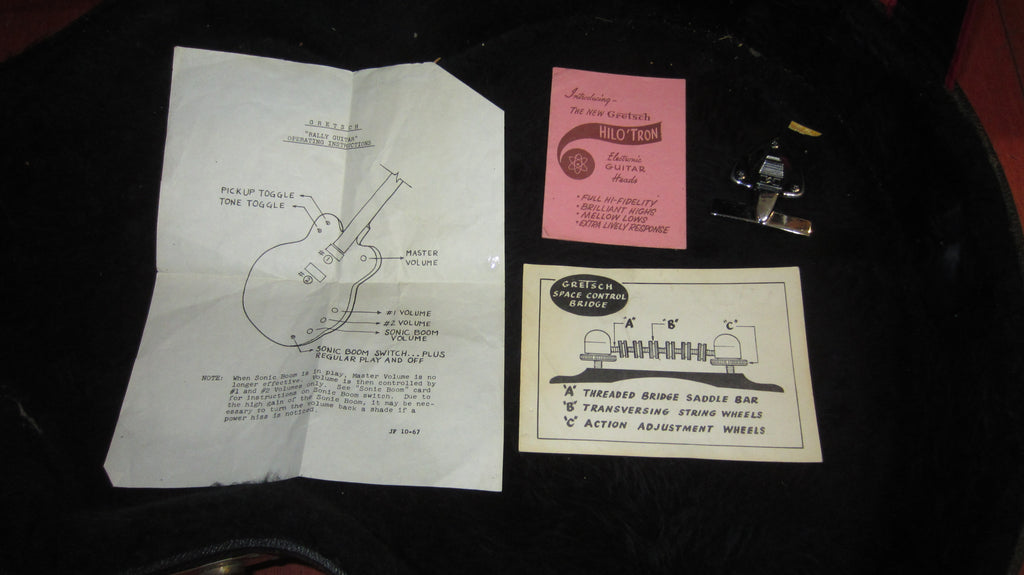 GRETSCH
"RALLY GUITAR"
OPERATING INSTRUCTIONS
PICKUP TOGGLE
TONE TOGGLE
MASTER
VOLUME
#1
#2
#1 VOLUME
#2 VOLUME
SONIC BOOM
VOLUME
SONIC BOOM SWITCH...PLUS
REGULAR PLAY AND OFF
NOTE: When Sonic Boom is in play, Master Volume is no
longer effective. Volume is then controlled by
#1 and #2 Volumes only. See "Sonic Boom" card
for instructions on Sonic Boom switch. Due to
the high gain of the Sonic Boom, it may be nec-
essary to turn the volume back a shade if a
power hiss is noticed.
JP 10-67
Introducing-
THE NEW Gretsch
HILO'TRON
Electronic
GUITAR
Heads
• FULL HI-FIDELITY
• BRILLIANT HIGHS
• MELLOW LOWS
• EXTRA LIVELY RESPONSE
GRETSCH
SPACE CONTROL
BRIDGE
"A" "B" "C"
"A" THREADED BRIDGE SADDLE BAR
"B" TRANSVERSING STRING WHEELS
"C" ACTION ADJUSTMENT WHEELS